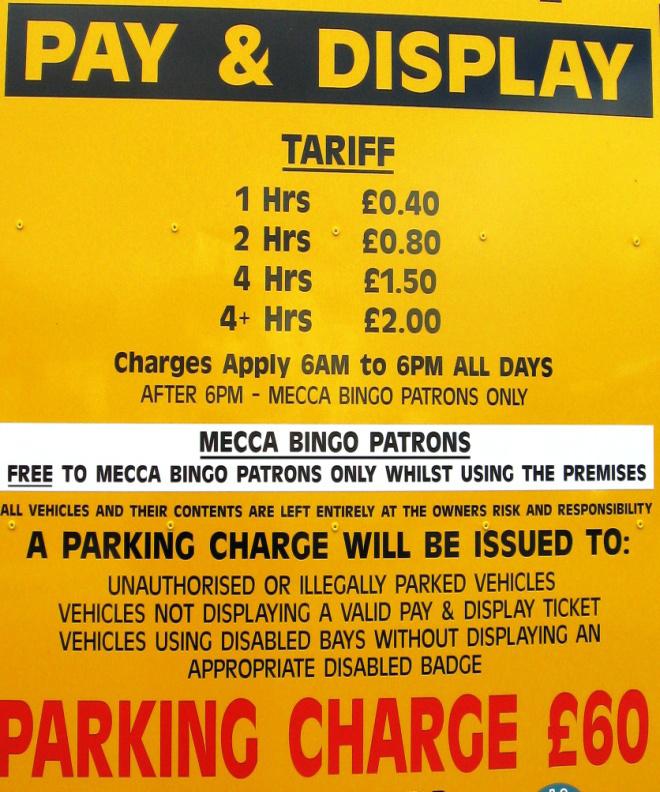 PAY & DISPLAY
TARIFF
1 Hrs £0.40
2 Hrs £0.80
4 Hrs £1.50
4+ Hrs £2.00
Charges Apply 6AM to 6PM ALL DAYS
AFTER 6PM - MECCA BINGO PATRONS ONLY
MECCA BINGO PATRONS
FREE TO MECCA BINGO PATRONS ONLY WHILST USING THE PREMISES
ALL VEHICLES AND THEIR CONTENTS ARE LEFT ENTIRELY AT THE OWNERS RISK AND RESPONSIBILITY
A PARKING CHARGE WILL BE ISSUED TO:
UNAUTHORISED OR ILLEGALLY PARKED VEHICLES
VEHICLES NOT DISPLAYING A VALID PAY & DISPLAY TICKET
VEHICLES USING DISABLED BAYS WITHOUT DISPLAYING AN
APPROPRIATE DISABLED BADGE
PARKING CHARGE £60